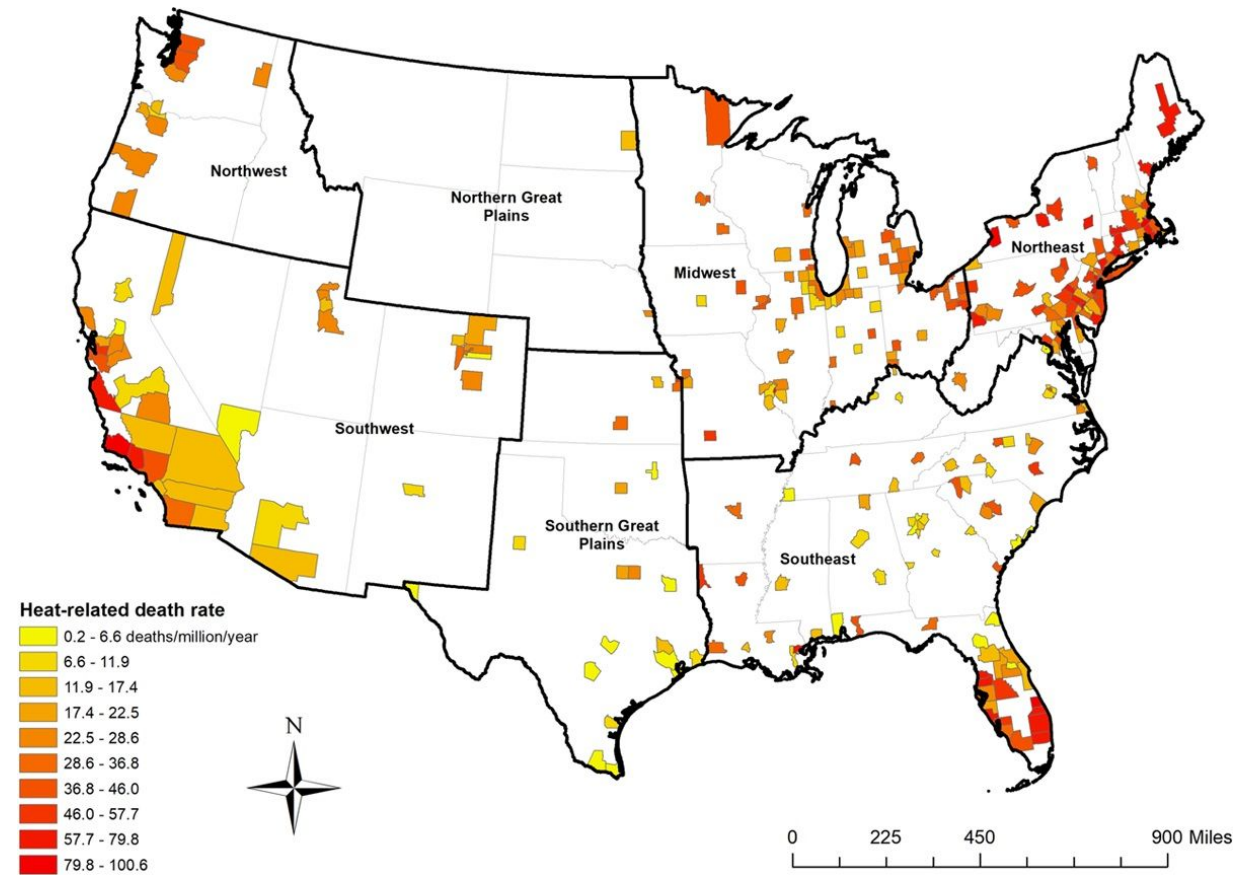 Northwest
Northern Great
Plains
Northeast
Midwest
Southwest
Southern Great
Plains
Southeast
Heat-related death rate
0.2 - 6.6 deaths/million/year
6.6 - 11.9
11.9 - 17.4
17.4 - 22.5
22.5 - 28.6
28.6 - 36.8
36.8 - 46.0
46.0 - 57.7
57.7 - 79.8
79.8 - 100.6
N
0 225 450 900 Miles